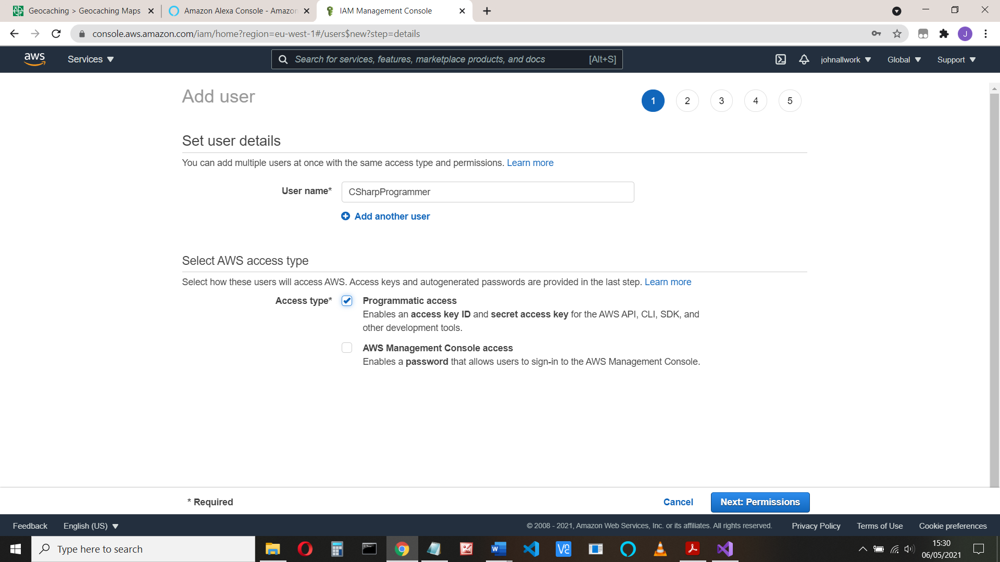 Geocaching > Geocaching Maps
Amazon Alexa Console - Amazon
IAM Management Console
console.aws.amazon.com/iam/home?region=eu-west-1#/users$new?step=details
J
aws
Services
Search for services, features, marketplace products, and docs
[Alt+S]
johnallwork
Global
Support
Add user
1
2
3
4
5
Set user details
You can add multiple users at once with the same access type and permissions. Learn more
User name*
CSharpProgrammer
Add another user
Select AWS access type
Select how these users will access AWS. Access keys and autogenerated passwords are provided in the last step. Learn more
Access type*
Programmatic access
Enables an access key ID and secret access key for the AWS API, CLI, SDK, and
other development tools.
AWS Management Console access
Enables a password that allows users to sign-in to the AWS Management Console.
* Required
Cancel
Next: Permissions
Feedback
English (US)
© 2008 - 2021, Amazon Web Services, Inc. or its affiliates. All rights reserved.
Privacy Policy
Terms of Use
Cookie preferences
Type here to search
15:30
06/05/2021